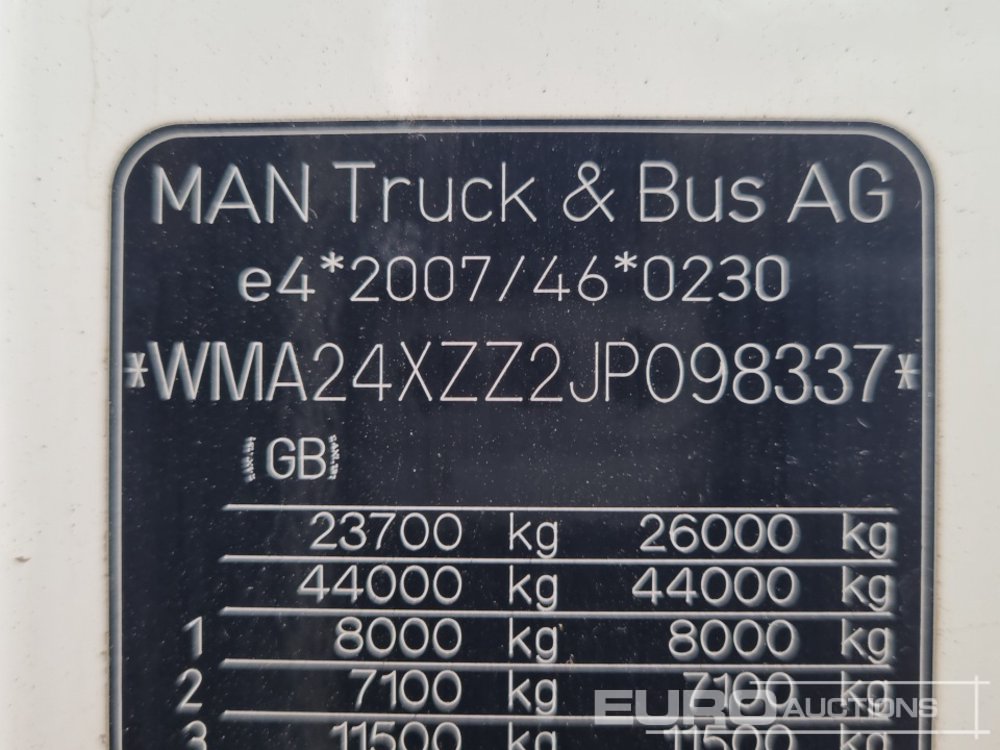 MAN Truck & Bus AG
e4*2007/46*0230
*WMA24XZZ2JP098337*
GB
23700 kg 26000 kg
44000 kg 44000 kg
1 8000 kg 8000 kg
2 7100 kg 7100 kg
3 11500 kg 11500 kg
EURO AUCTIONS